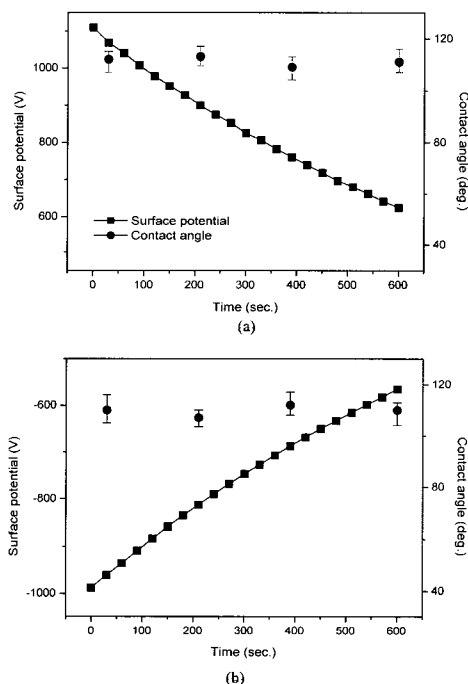 1000
800
600
120
80
40
Surface potential (V)
Contact angle (deg.)
Surface potential
Contact angle
0 100 200 300 400 500 600
Time (sec.)
(a)
-600
-800
-1000
120
80
40
Surface potential (V)
Contact angle (deg.)
0 100 200 300 400 500 600
Time (sec.)
(b)